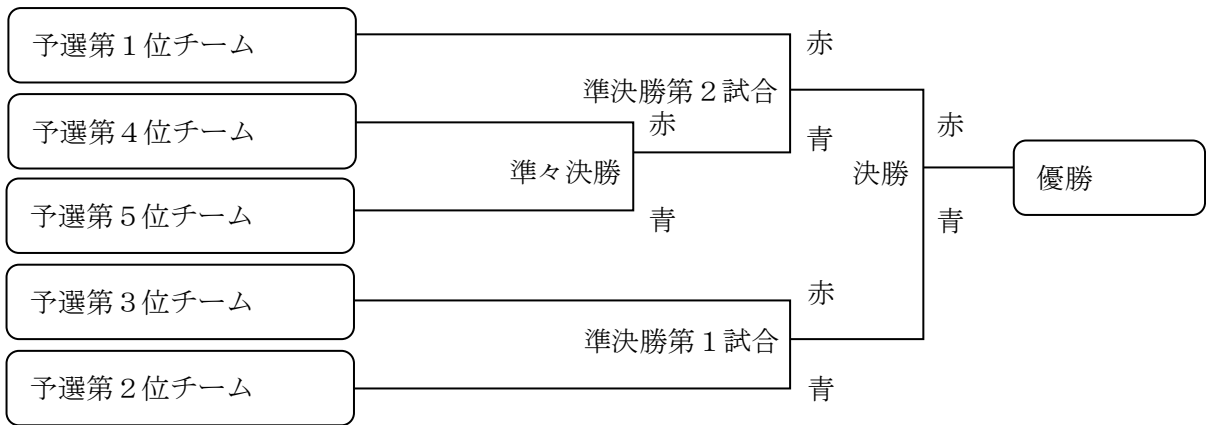 予選第１位チーム
赤
準決勝第２試合
予選第４位チーム
赤
青
赤
準々決勝
決勝
優勝
予選第５位チーム
青
青
予選第３位チーム
赤
準決勝第１試合
予選第２位チーム
青